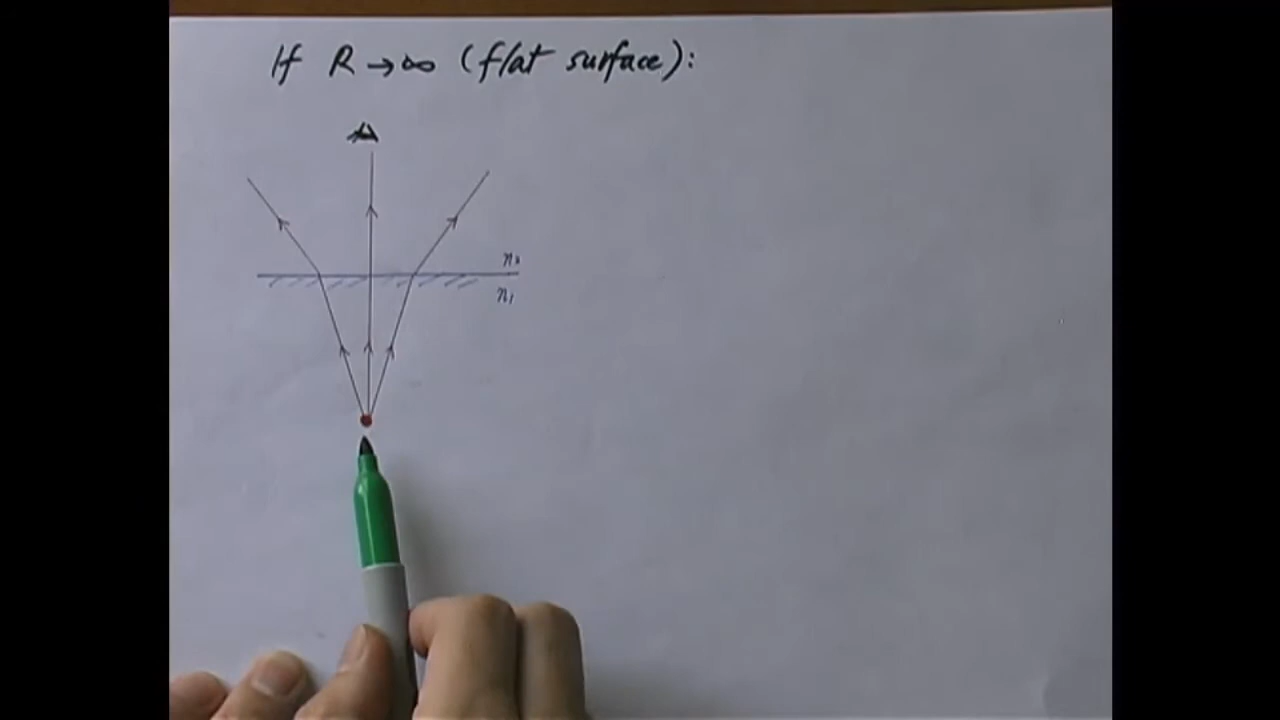 If R→∞ (flat surface):
n₂
n₁